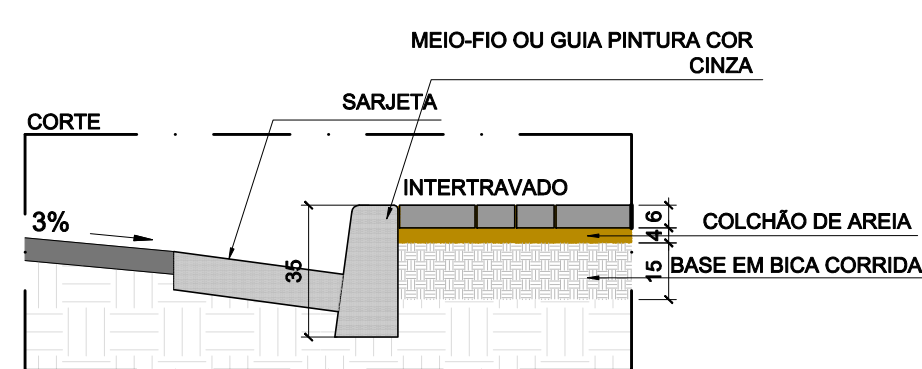 MEIO-FIO OU GUIA PINTURA COR
CINZA
SARJETA
CORTE
INTERTRAVADO
3%
6
COLCHÃO DE AREIA
4
35
15
BASE EM BICA CORRIDA